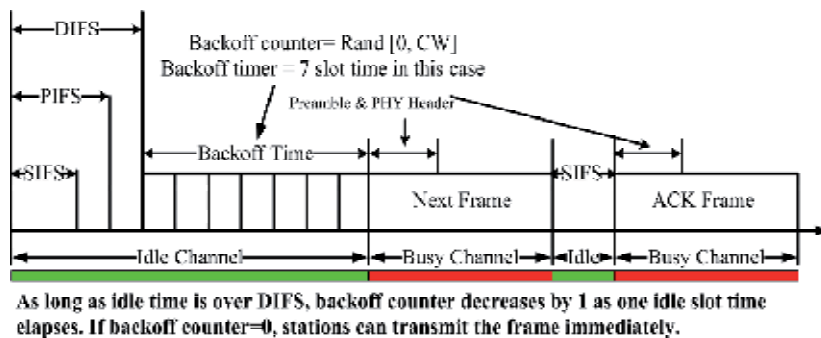 DIFS
Backoff counter= Rand [0, CW]
Backoff timer = 7 slot time in this case
PIFS
Preamble & PHY Header
Backoff Time
SIFS
SIFS
Next Frame
ACK Frame
Idle Channel
Busy Channel
Idle
Busy Channel
As long as idle time is over DIFS, backoff counter decreases by 1 as one idle slot time
elapses. If backoff counter=0, stations can transmit the frame immediately.